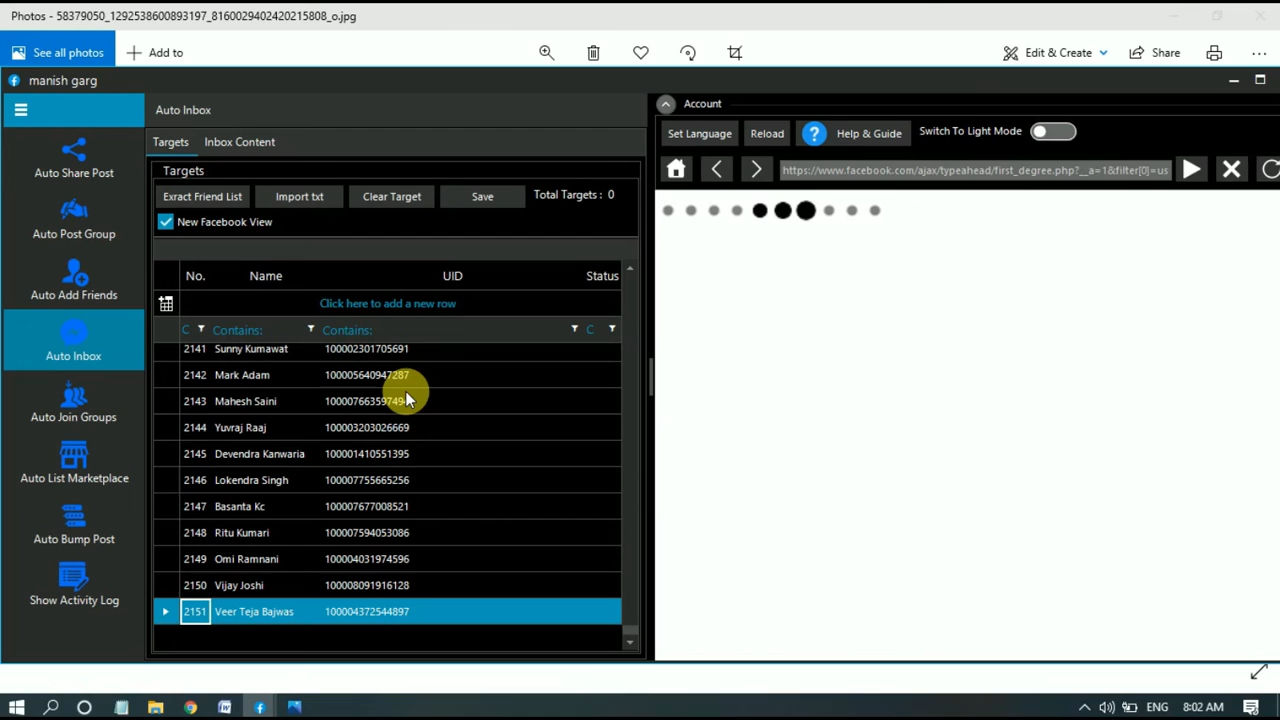 Photos - 58379050_1292538600893197_8160029402420215808_o.jpg
See all photos
Add to
Edit & Create
Share
manish garg
Auto Share Post
Auto Post Group
Auto Add Friends
Auto Inbox
Auto Join Groups
Auto List Marketplace
Auto Bump Post
Show Activity Log
Auto Inbox
Targets Inbox Content
Targets
Exract Friend List Import txt Clear Target Save Total Targets : 0
New Facebook View
No. Name UID Status
Click here to add a new row
C Contains: Contains: C
2141 Sunny Kumawat 100002301705691
2142 Mark Adam 100005640947287
2143 Mahesh Saini
2144 Yuvraj Raaj 100003203026669
2145 Devendra Kanwaria 100001410551395
2146 Lokendra Singh 100007755665256
2147 Basanta Kc 100007677008521
2148 Ritu Kumari 100007594053086
2149 Omi Ramnani 100004031974596
2150 Vijay Joshi 100008091916128
2151 Veer Teja Bajwas 100004372544897
Account
Set Language Reload ? Help & Guide Switch To Light Mode
https://www.facebook.com/ajax/typeahead/first_degree.php?__a=1&filter[0]=us
W
ENG 8:02 AM